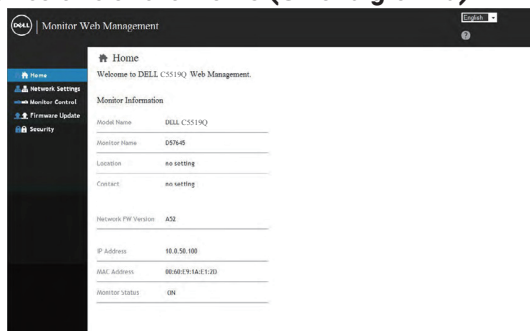 English
DELL | Monitor Web Management
Home
Network Settings
Monitor Control
Firmware Update
Security
Home
Welcome to DELL C5519Q Web Management.
Monitor Information
Model Name DELL C5519Q
Monitor Name D57645
Location no setting
Contact no setting
Network FW Version A52
IP Address 10.0.50.100
MAC Address 00:60:E9:1A:E1:2D
Monitor Status ON